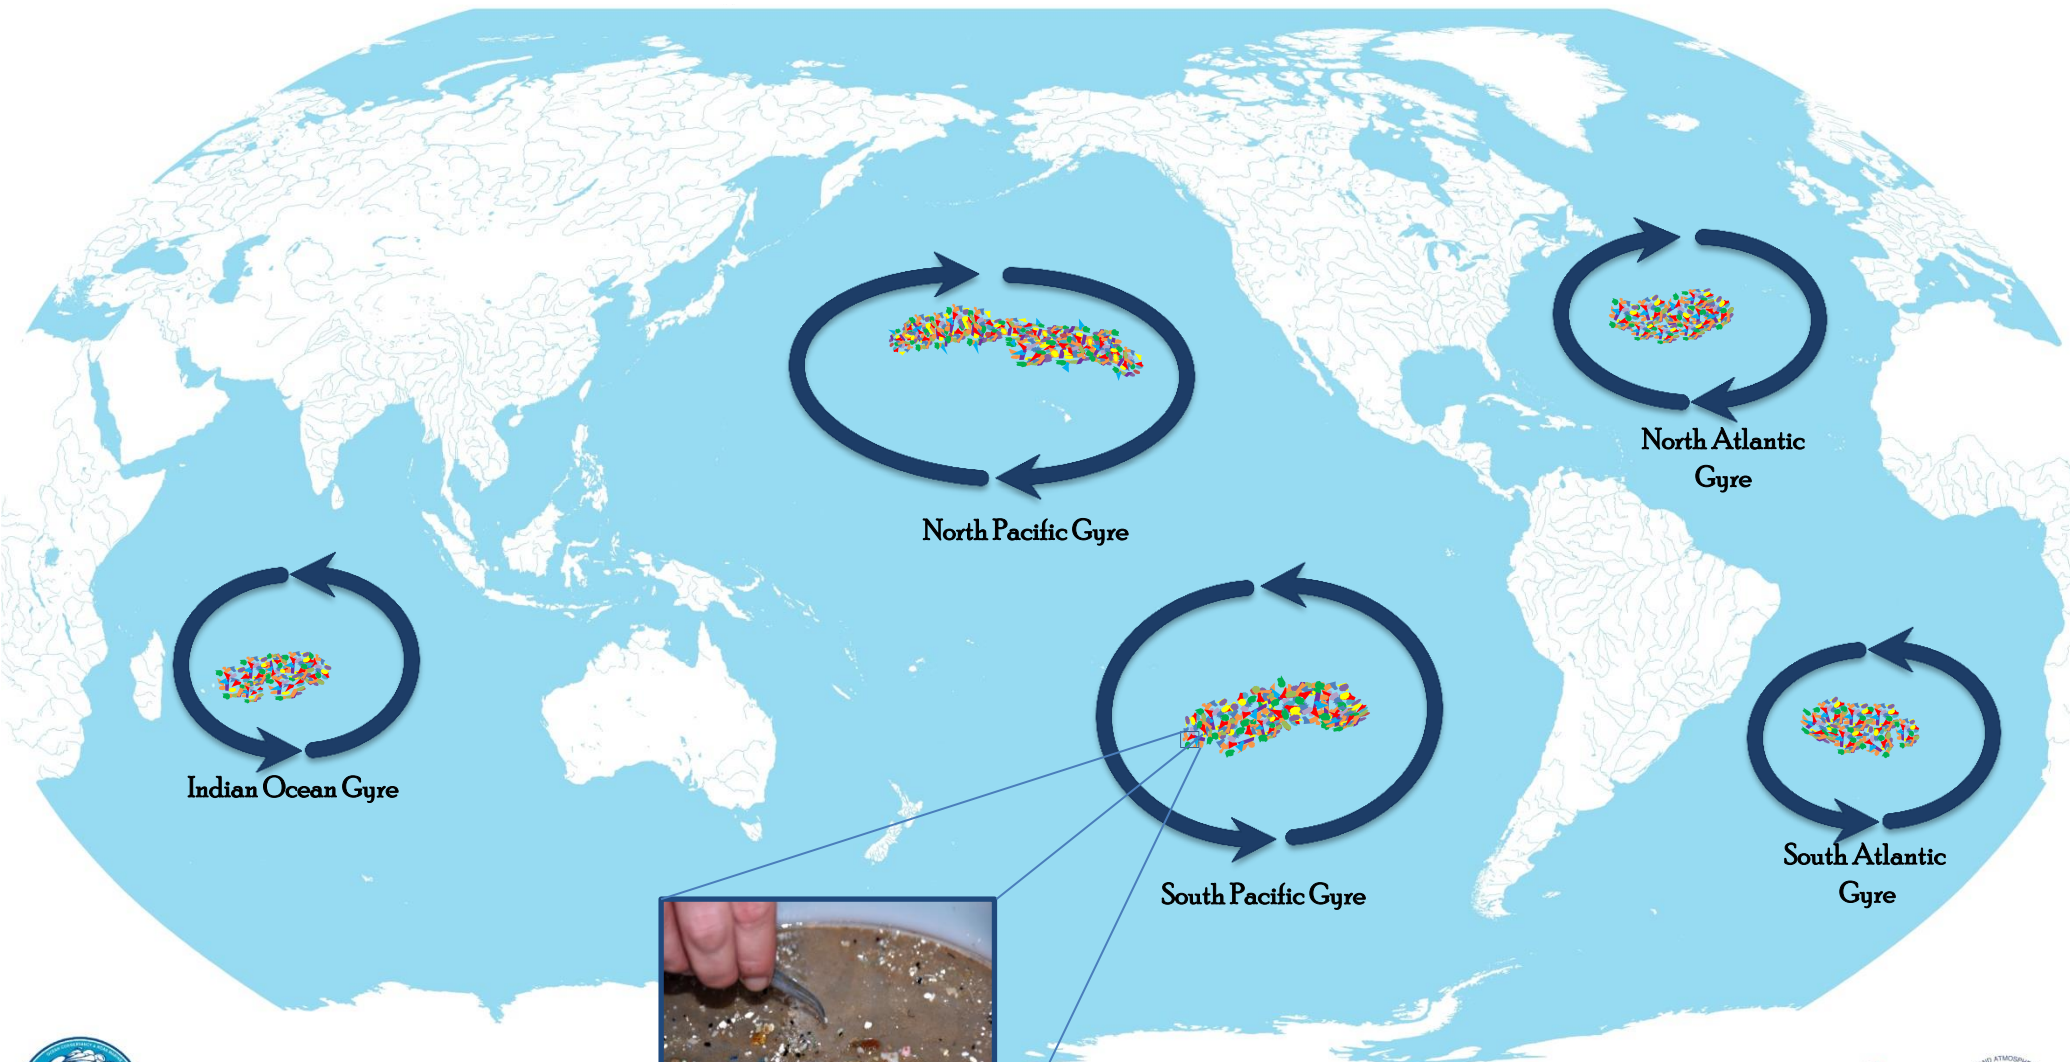 North Atlantic
Gyre
North Pacific Gyre
Indian Ocean Gyre
South Atlantic
Gyre
South Pacific Gyre